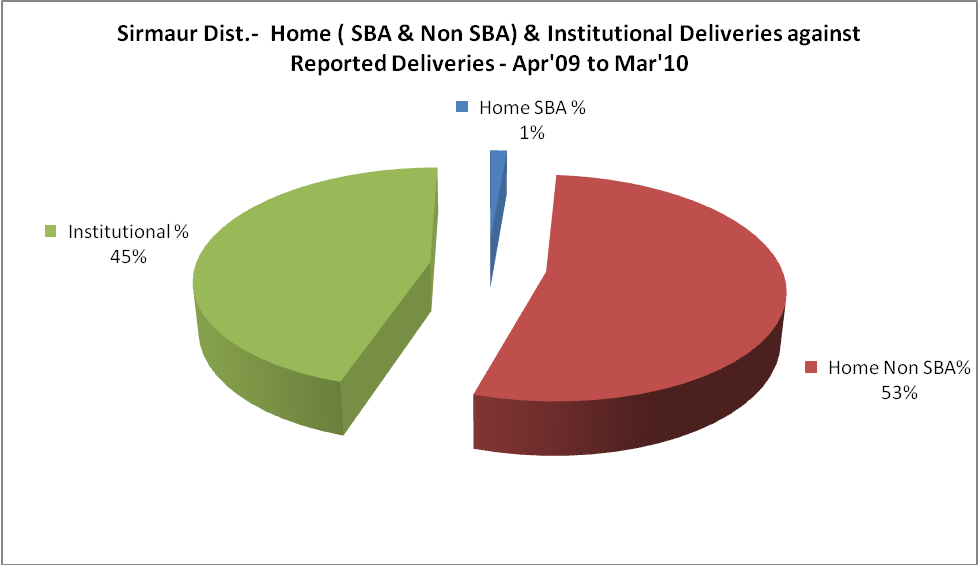 Sirmaur Dist.-  Home ( SBA & Non SBA) & Institutional Deliveries against
Reported Deliveries - Apr'09 to Mar'10
Home SBA %
1%
Institutional %
45%
Home Non SBA%
53%